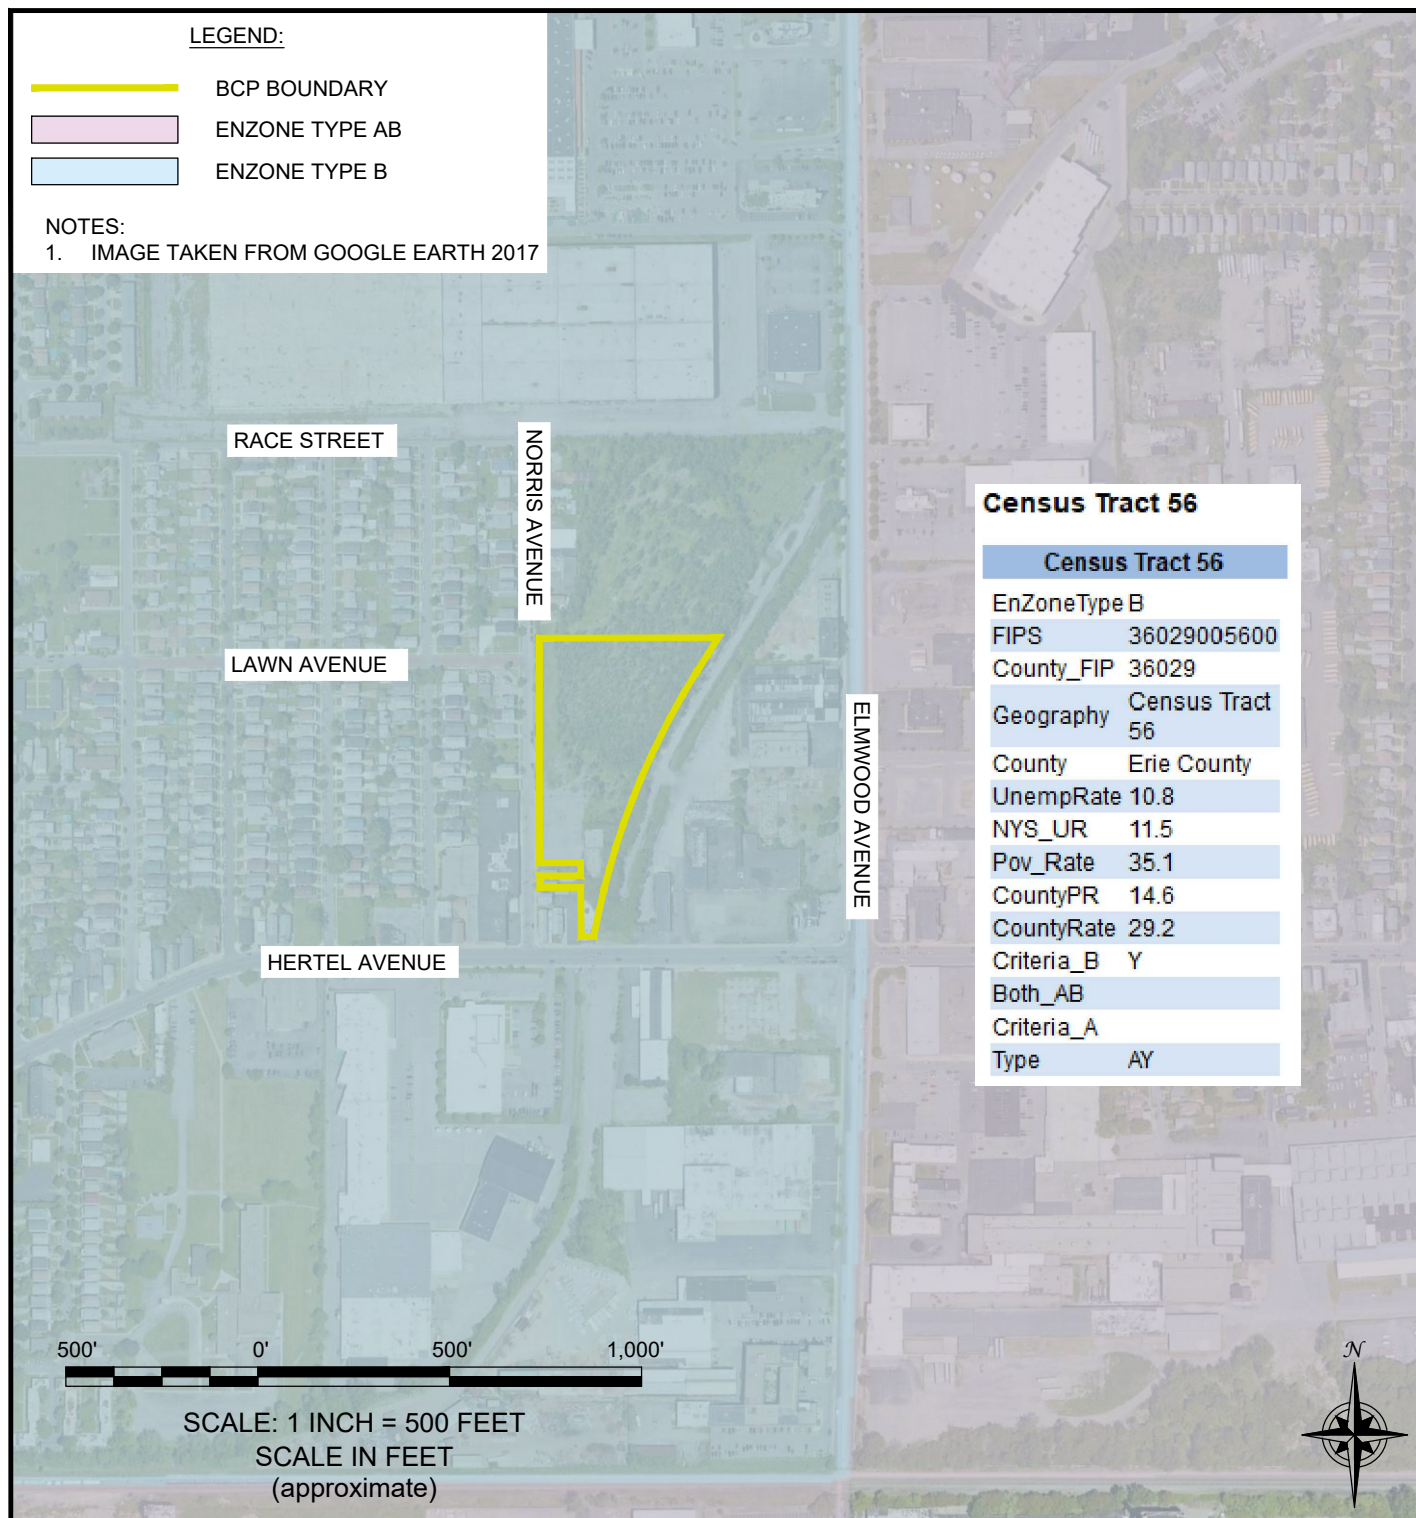 LEGEND:
BCP BOUNDARY
ENZONE TYPE AB
ENZONE TYPE B
NOTES:
1. IMAGE TAKEN FROM GOOGLE EARTH 2017
RACE STREET
NORRIS AVENUE
LAWN AVENUE
ELMWOOD AVENUE
HERTEL AVENUE
Census Tract 56
Census Tract 56
EnZoneType B
FIPS 36029005600
County_FIP 36029
Geography Census Tract
56
County Erie County
UnempRate 10.8
NYS_UR 11.5
Pov_Rate 35.1
CountyPR 14.6
CountyRate 29.2
Criteria_B Y
Both_AB
Criteria_A
Type AY
500' 0' 500' 1,000'
SCALE: 1 INCH = 500 FEET
SCALE IN FEET
(approximate)
N